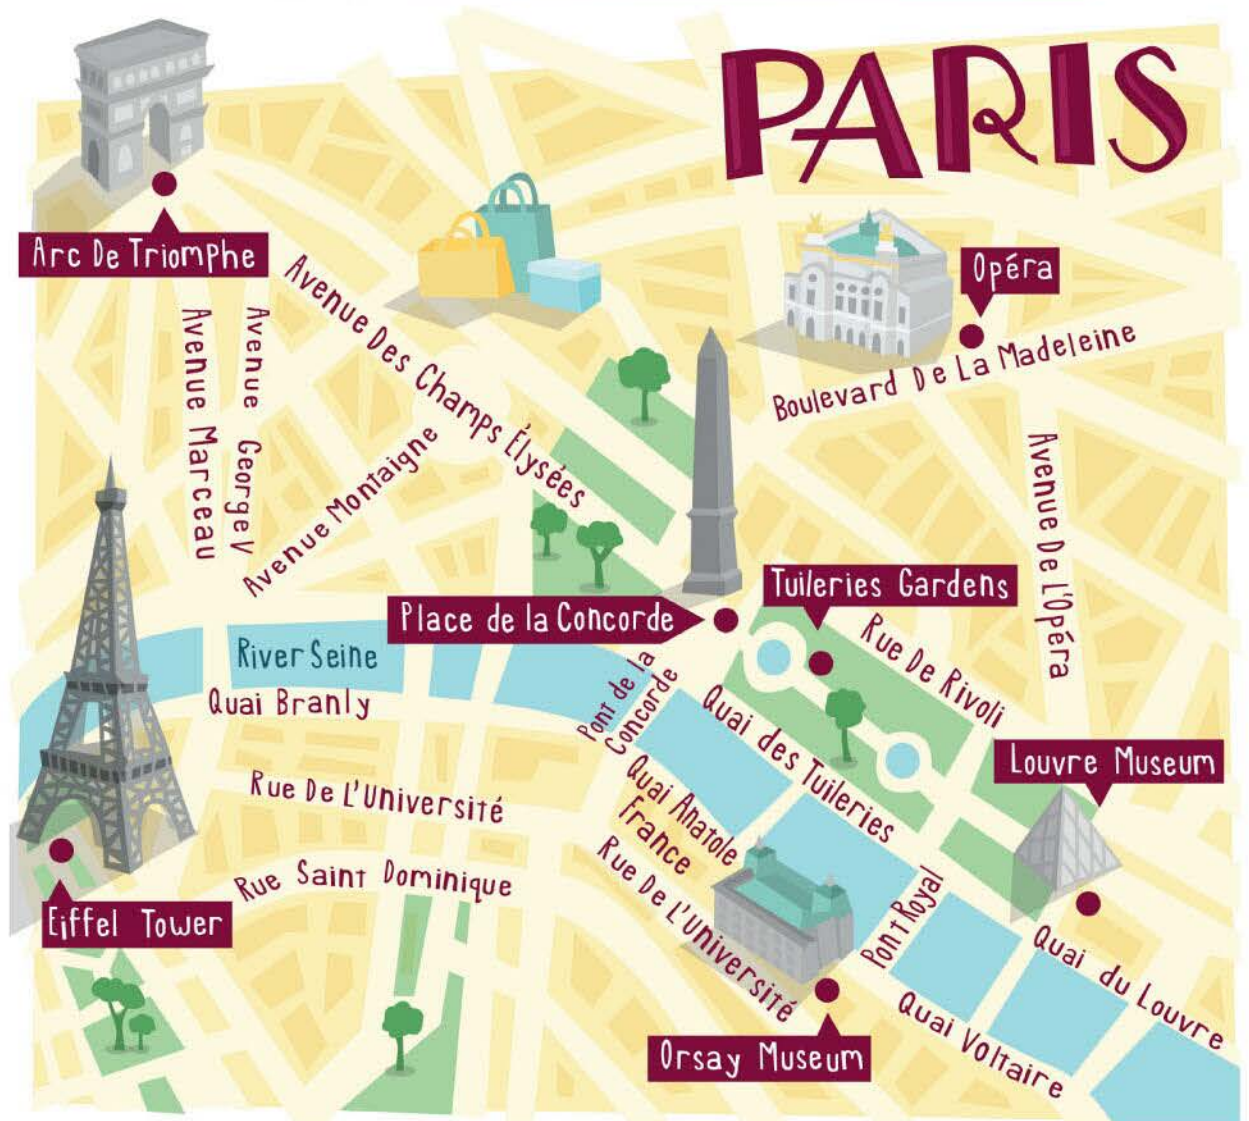 PARIS
Arc De Triomphe
Opéra
Avenue Des Champs Élysées
Avenue Marceau
Avenue George V
Boulevard De La Madeleine
Avenue Montaigne
Avenue De L'Opéra
Tuileries Gardens
Place de la Concorde
Rue De Rivoli
River Seine
Quai Branly
Pont de la
Concorde
Quai des Tuileries
Louvre Museum
Rue De L'Université
Quai Anatole
France
Rue Saint Dominique
Rue De L'Université
Eiffel Tower
Pont Royal
Quai du Louvre
Quai Voltaire
Orsay Museum